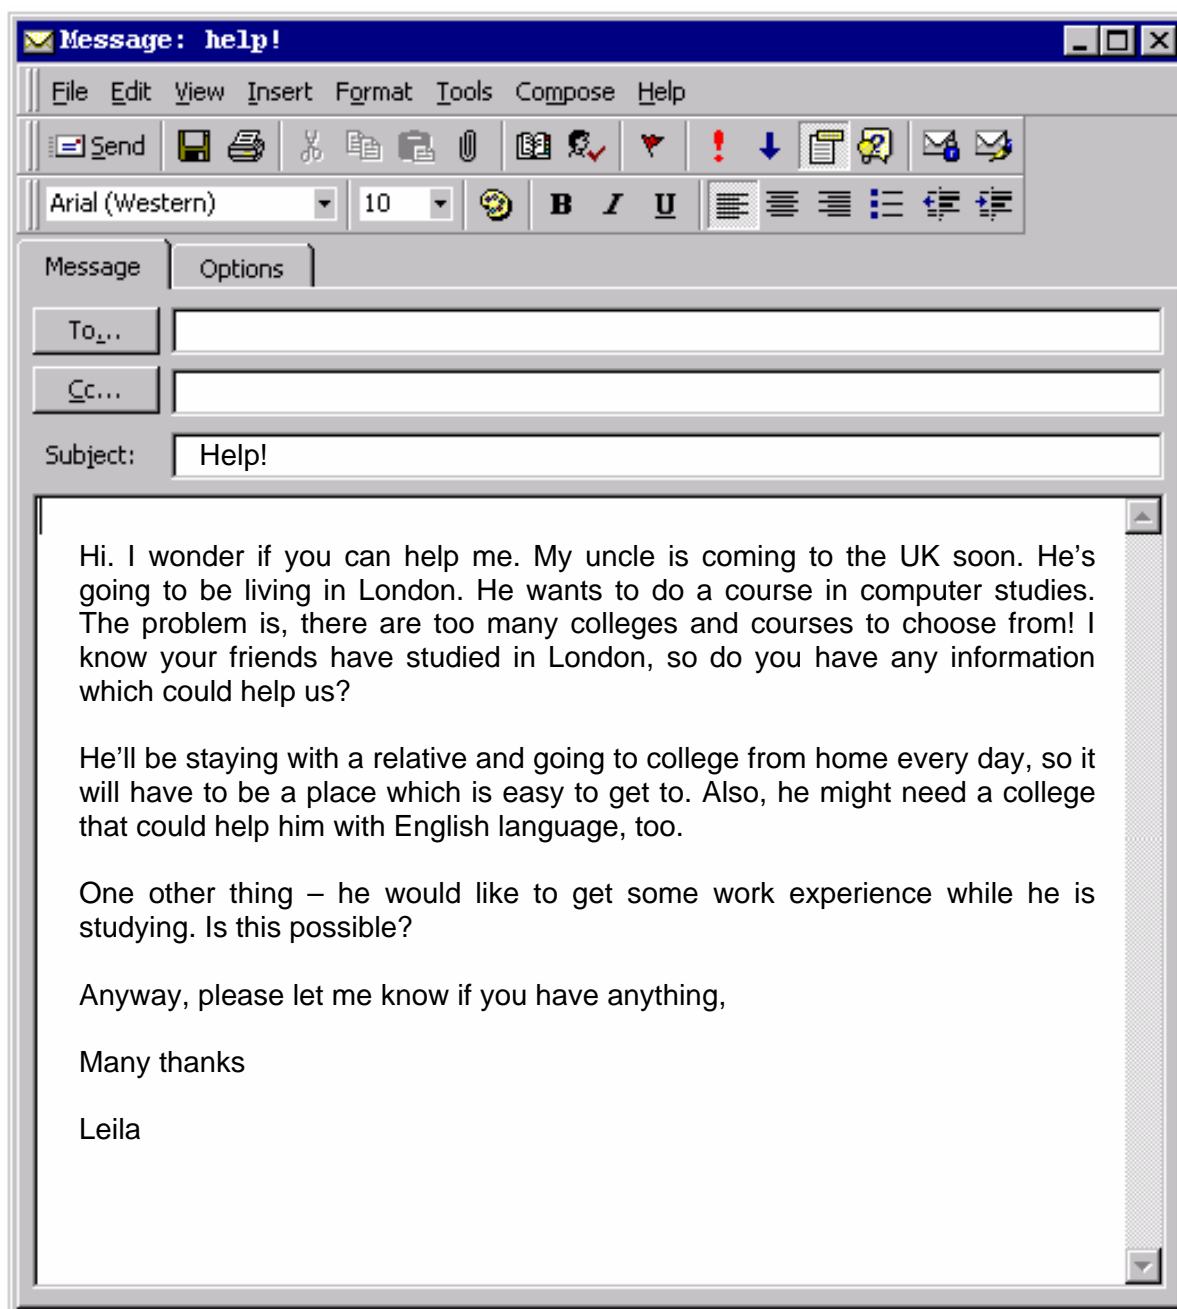 Message: help!
File Edit View Insert Format Tools Compose Help
Send
Arial (Western) 10 B I U
Message Options
To...
Cc...
Subject: Help!
Hi. I wonder if you can help me. My uncle is coming to the UK soon. He’s
going to be living in London. He wants to do a course in computer studies.
The problem is, there are too many colleges and courses to choose from! I
know your friends have studied in London, so do you have any information
which could help us?
He’ll be staying with a relative and going to college from home every day, so it
will have to be a place which is easy to get to. Also, he might need a college
that could help him with English language, too.
One other thing – he would like to get some work experience while he is
studying. Is this possible?
Anyway, please let me know if you have anything,
Many thanks
Leila